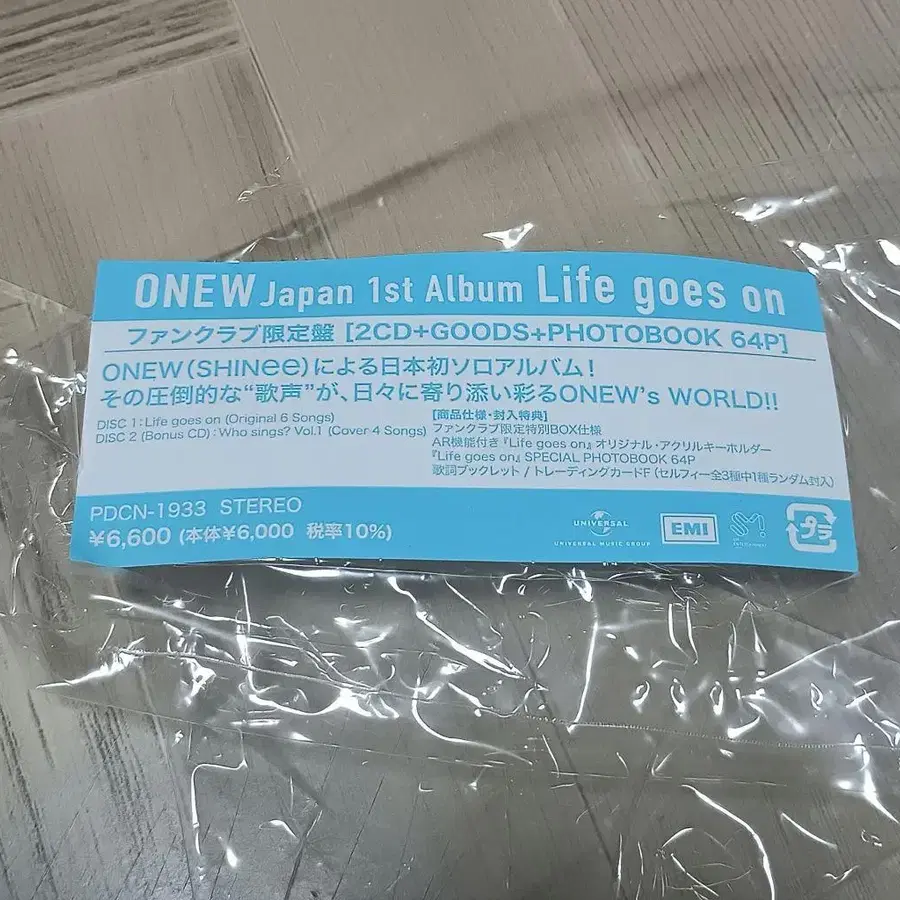 ONEW Japan 1st Album Life goes on
ファンクラブ限定盤 [2CD+GOODS+PHOTOBOOK 64P]
ONEW(SHINee)による日本初ソロアルバム!
その圧倒的な“歌声”が、日々に寄り添い彩るONEW's WORLD!!
DISC 1:Life goes on (Original 6 Songs)
DISC 2 (Bonus CD):Who sings? Vol.1 (Cover 4 Songs)
[商品仕様・封入特典]
ファンクラブ限定特別BOX仕様
AR機能付き『Life goes on』オリジナル・アクリルキーホルダー
『Life goes on』SPECIAL PHOTOBOOK 64P
歌詞ブックレット / トレーディングカードF (セルフィー全3種中1種ランダム封入)
PDCN-1933 STEREO
¥6,600 (本体¥6,000 税率10%)
UNIVERSAL
UNIVERSAL MUSIC GROUP
EMI
SM
プラ